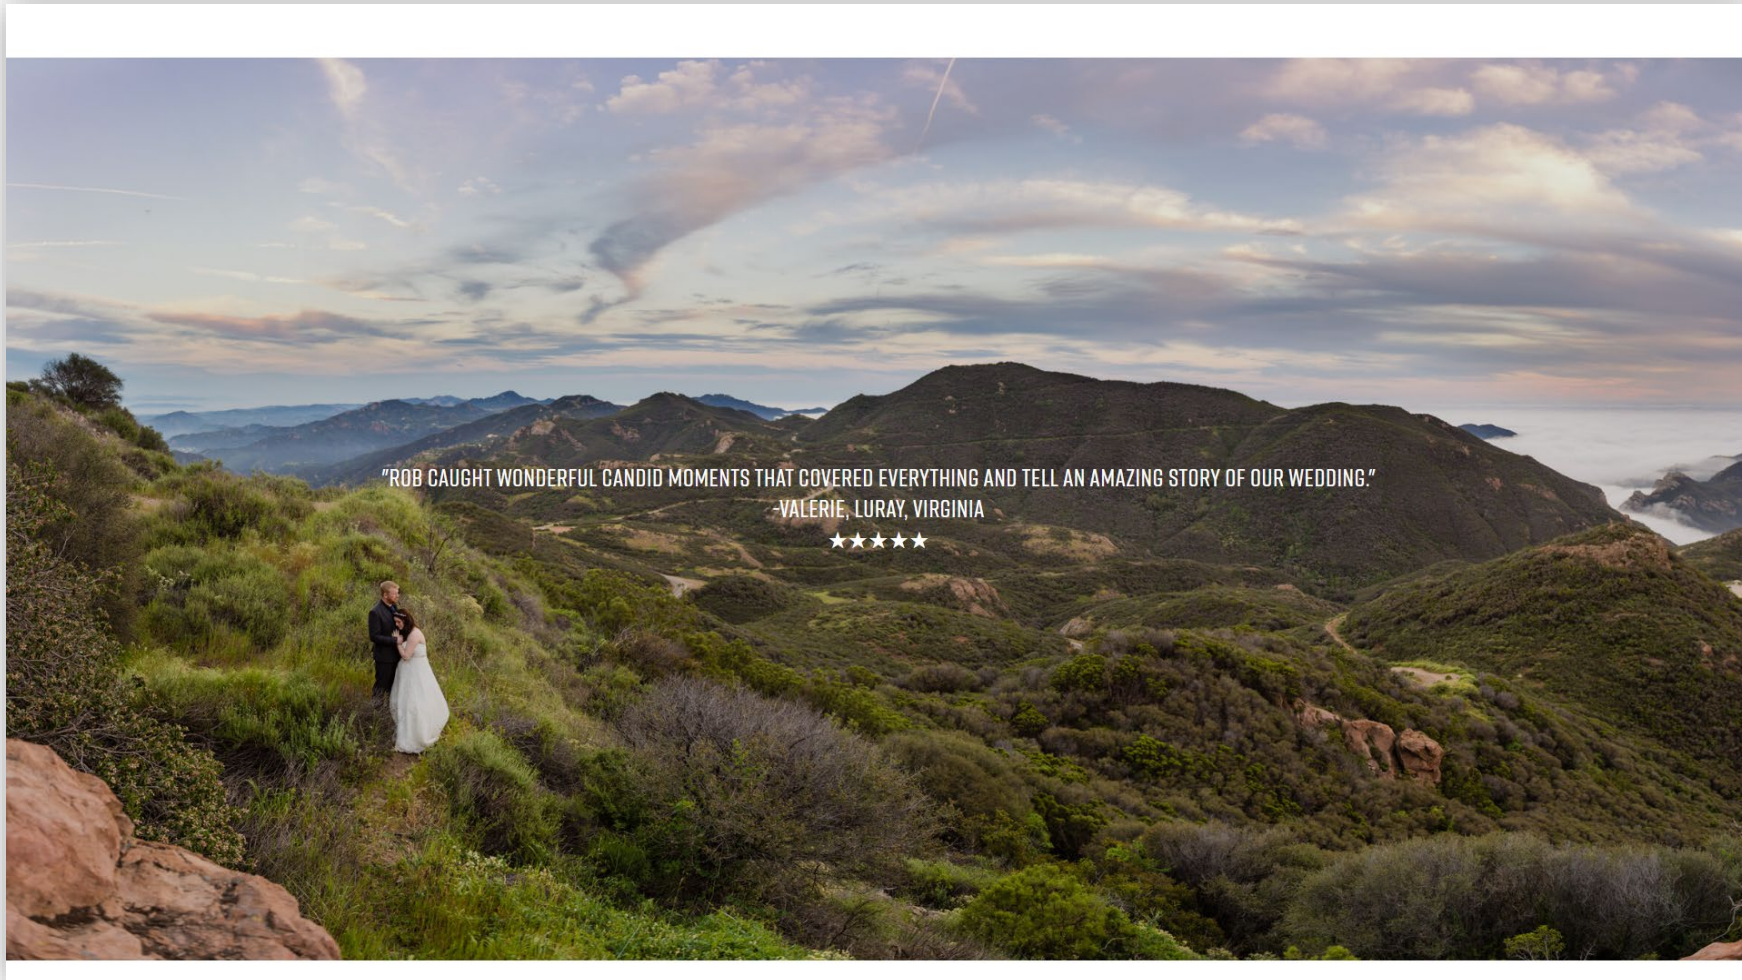 "ROB CAUGHT WONDERFUL CANDID MOMENTS THAT COVERED EVERYTHING AND TELL AN AMAZING STORY OF OUR WEDDING."
-VALERIE, LURAY, VIRGINIA
★★★★★